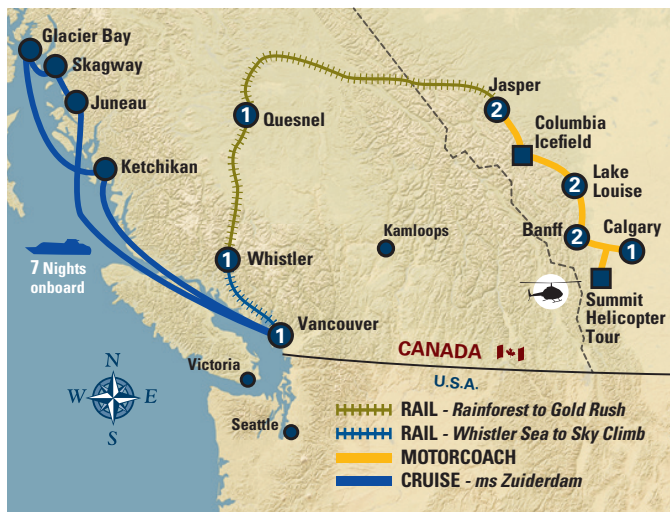 Glacier Bay
Skagway
Juneau
Ketchikan
7 Nights
onboard
1
Quesnel
1
Whistler
1
Vancouver
Victoria
Seattle
Kamloops
Jasper
2
Columbia
Icefield
2
Lake
Louise
Banff
2
Calgary
1
Summit
Helicopter
Tour
CANADA
U.S.A.
N
W
E
S
RAIL - Rainforest to Gold Rush
RAIL - Whistler Sea to Sky Climb
MOTORCOACH
CRUISE - ms Zuiderdam